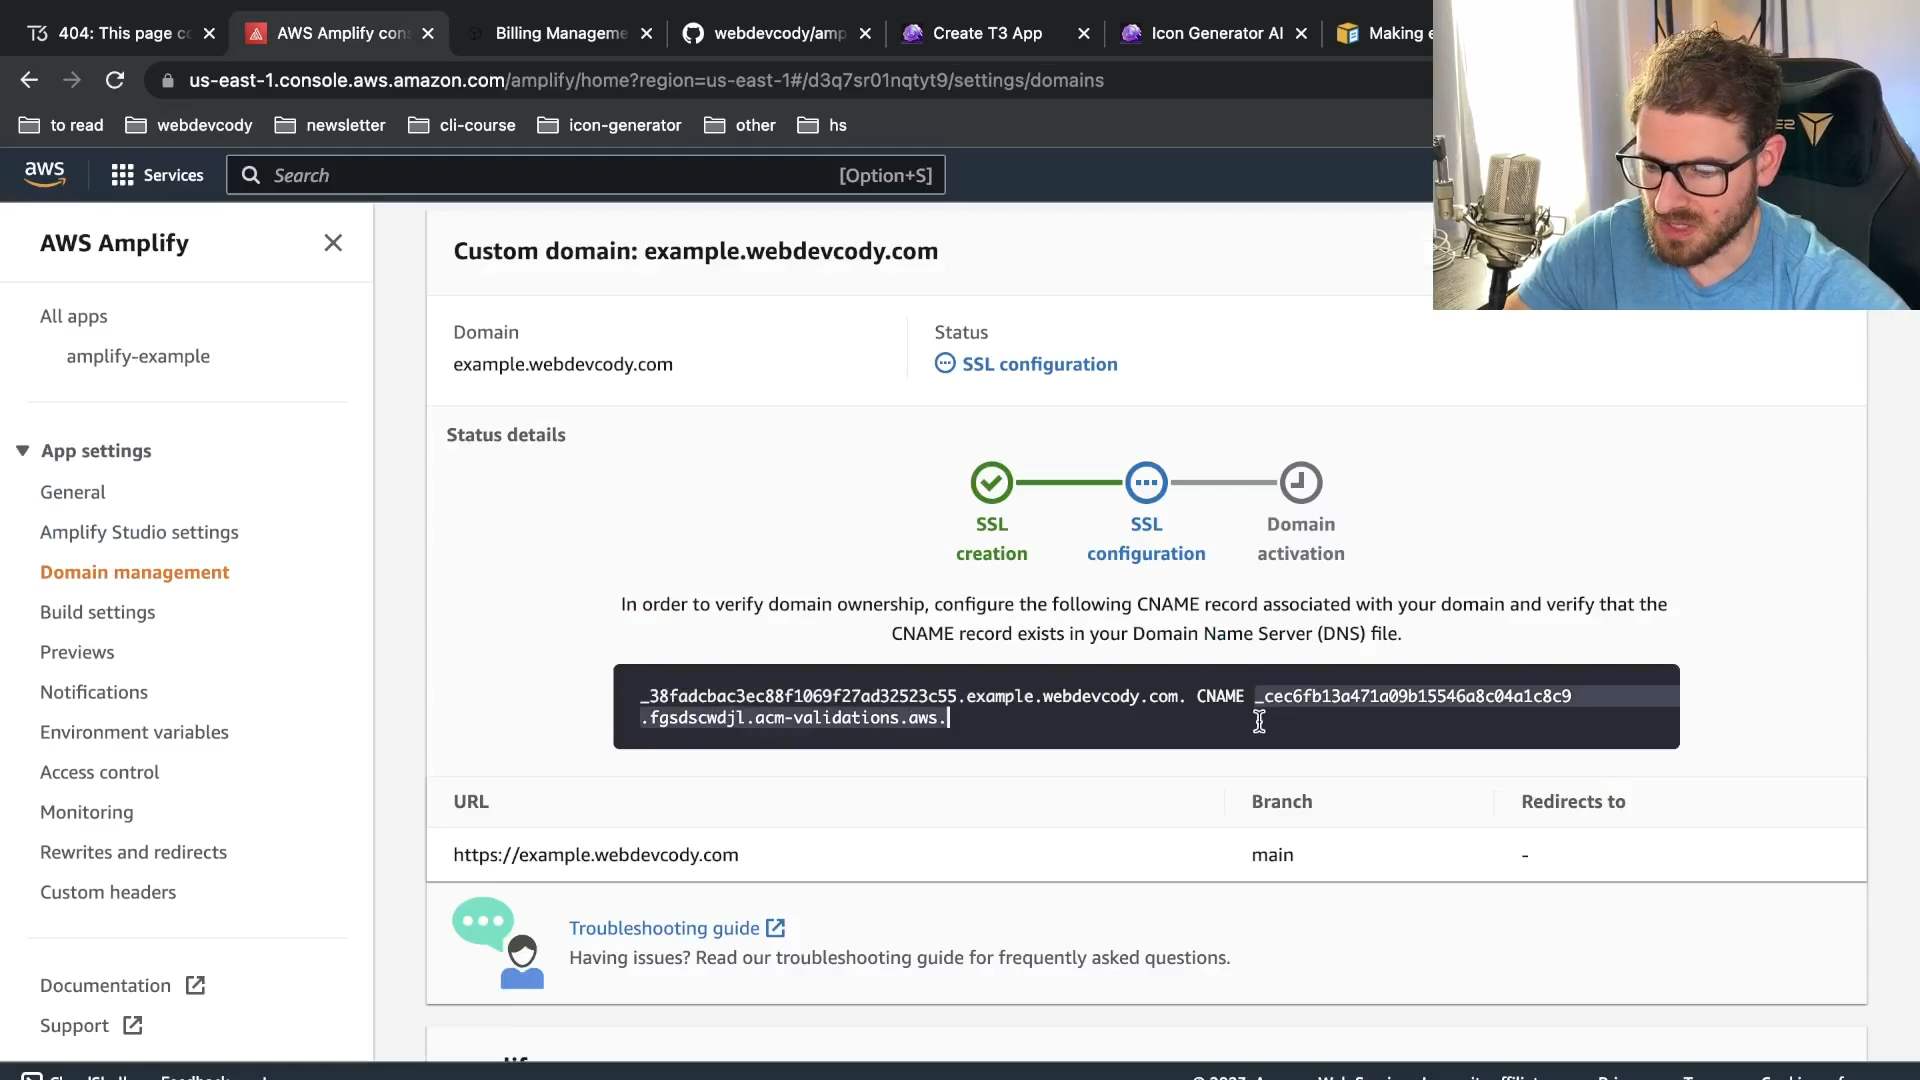 404: This page c
AWS Amplify con
Billing Manageme
webdevcody/amp
Create T3 App
Icon Generator AI
Making e
us-east-1.console.aws.amazon.com/amplify/home?region=us-east-1#/d3q7sr01nqtyt9/settings/domains
to read
webdevcody
newsletter
cli-course
icon-generator
other
hs
aws
Services
Search
[Option+S]
AWS Amplify
All apps
amplify-example
App settings
General
Amplify Studio settings
Domain management
Build settings
Previews
Notifications
Environment variables
Access control
Monitoring
Rewrites and redirects
Custom headers
Documentation
Support
Custom domain: example.webdevcody.com
Domain
example.webdevcody.com
Status
SSL configuration
Status details
SSL creation
SSL configuration
Domain activation
In order to verify domain ownership, configure the following CNAME record associated with your domain and verify that the
CNAME record exists in your Domain Name Server (DNS) file.
_38fadcbac3ec88f1069f27ad32523c55.example.webdevcody.com. CNAME _cec6fb13a471a09b15546a8c04a1c8c9
.fgsdscwdjl.acm-validations.aws.
URL
Branch
Redirects to
https://example.webdevcody.com
main
-
Troubleshooting guide
Having issues? Read our troubleshooting guide for frequently asked questions.